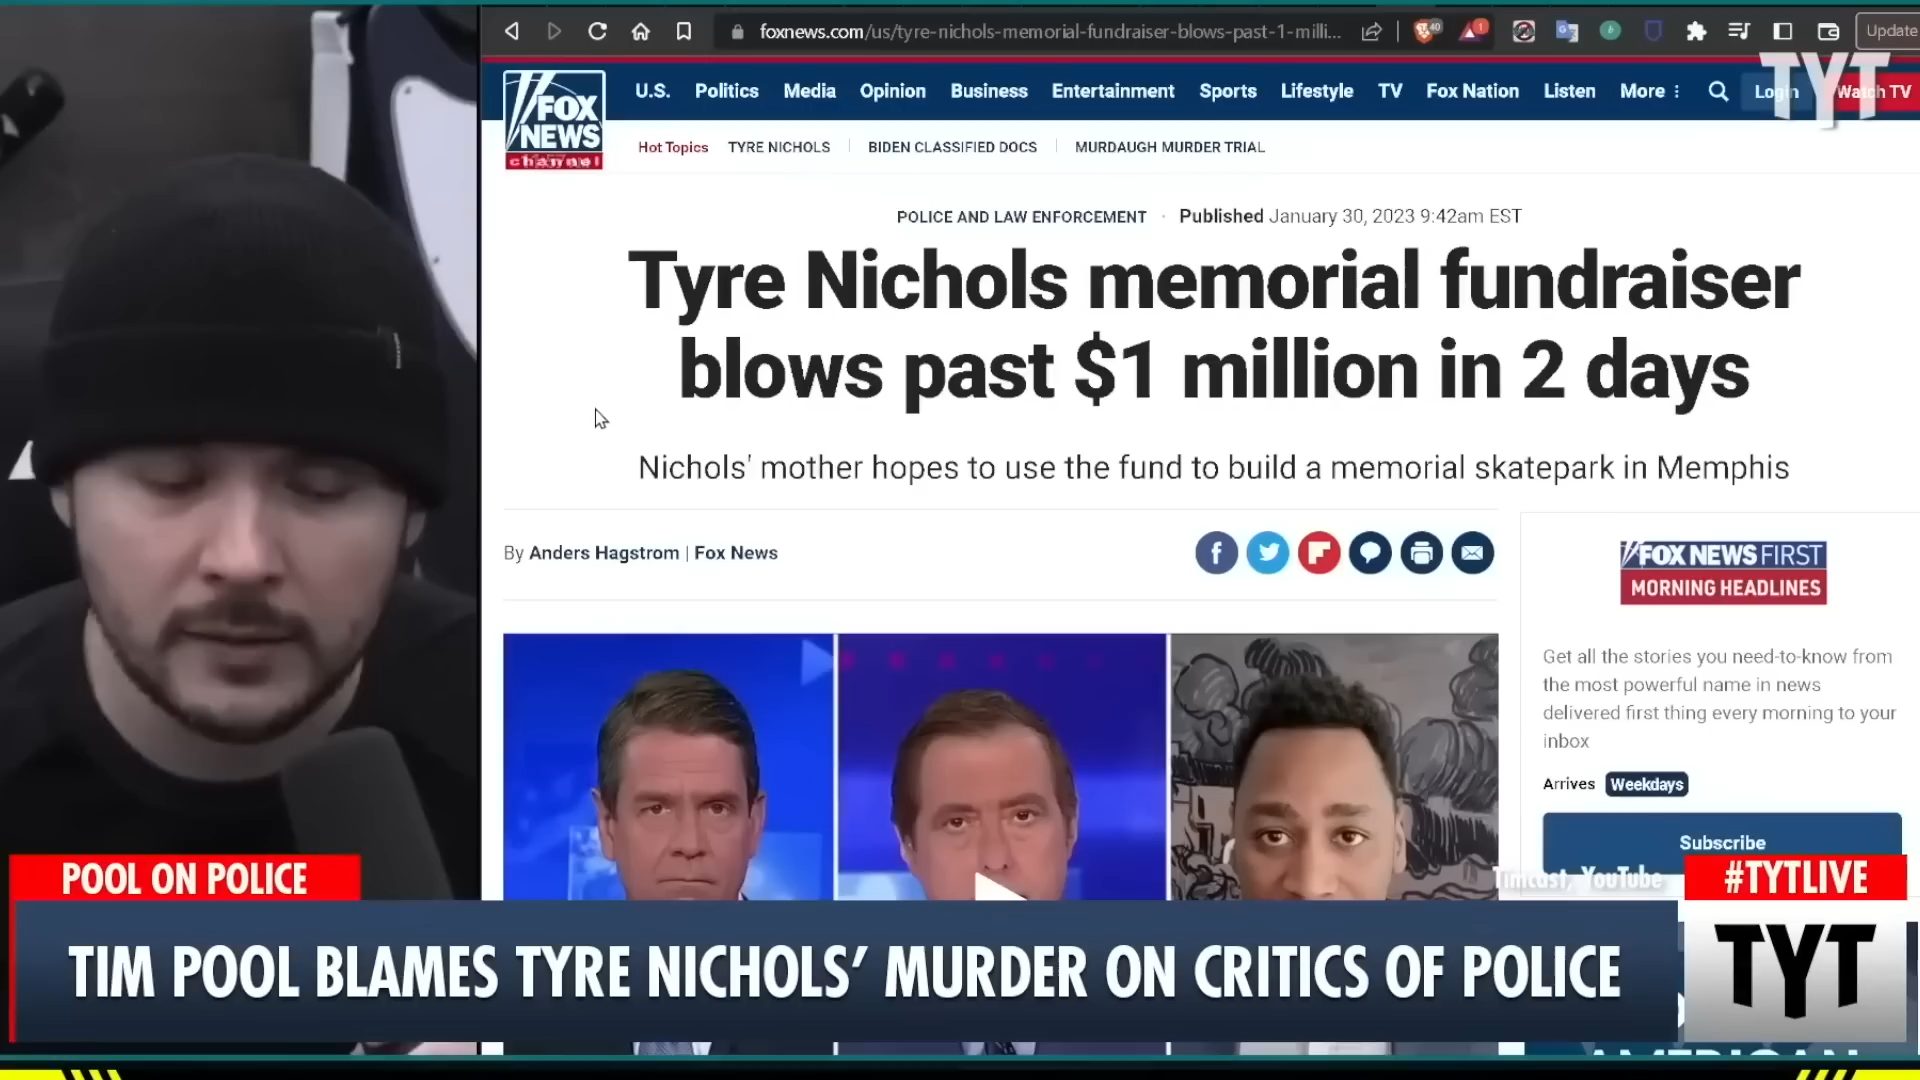 foxnews.com/us/tyre-nichols-memorial-fundraiser-blows-past-1-milli...
40
1
Update
TYT
FOX
NEWS
channel
U.S. Politics Media Opinion Business Entertainment Sports Lifestyle TV Fox Nation Listen More Login Watch TV
Hot Topics TYRE NICHOLS BIDEN CLASSIFIED DOCS MURDAUGH MURDER TRIAL
POLICE AND LAW ENFORCEMENT · Published January 30, 2023 9:42am EST
Tyre Nichols memorial fundraiser
blows past $1 million in 2 days
Nichols' mother hopes to use the fund to build a memorial skatepark in Memphis
By Anders Hagstrom | Fox News
FOX NEWS FIRST
MORNING HEADLINES
Get all the stories you need-to-know from
the most powerful name in news
delivered first thing every morning to your
inbox
Arrives Weekdays
Subscribe
Timcast, YouTube
POOL ON POLICE
#TYTLIVE
TIM POOL BLAMES TYRE NICHOLS' MURDER ON CRITICS OF POLICE
TYT
AMERICAN